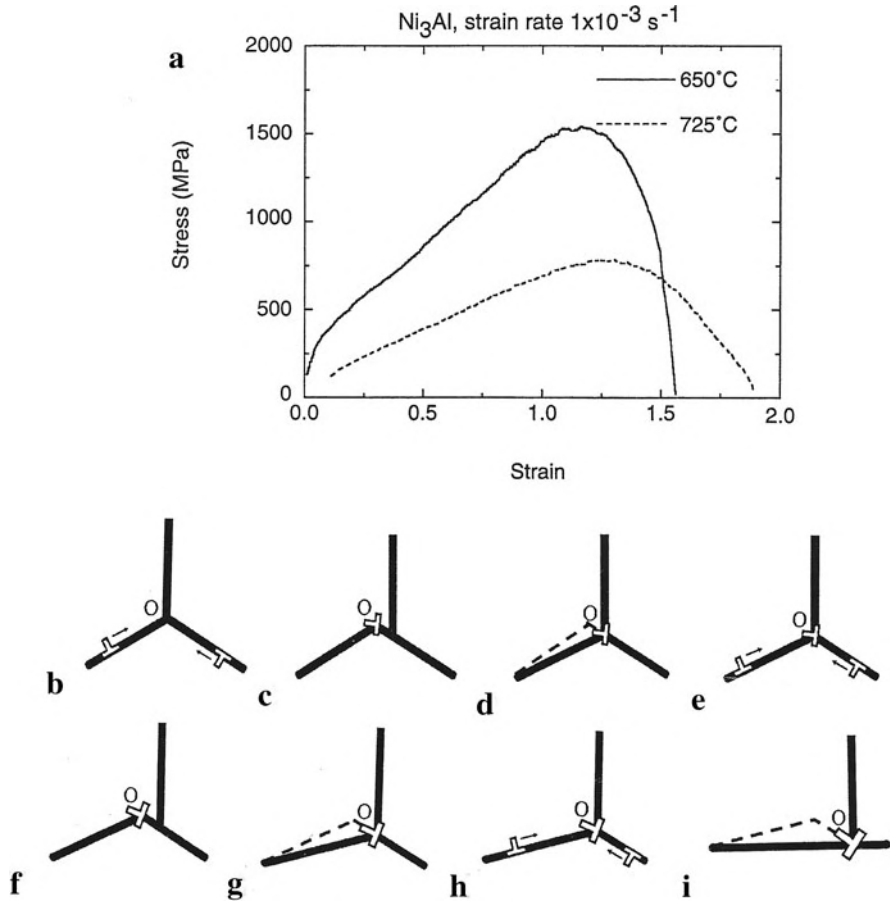 Ni₃Al, strain rate 1x10⁻³ s⁻¹
a
2000
1500
1000
500
0
Stress (MPa)
650°C
725°C
0.0 0.5 1.0 1.5 2.0
Strain
O O O O
b c d e
O O O O
f g h i